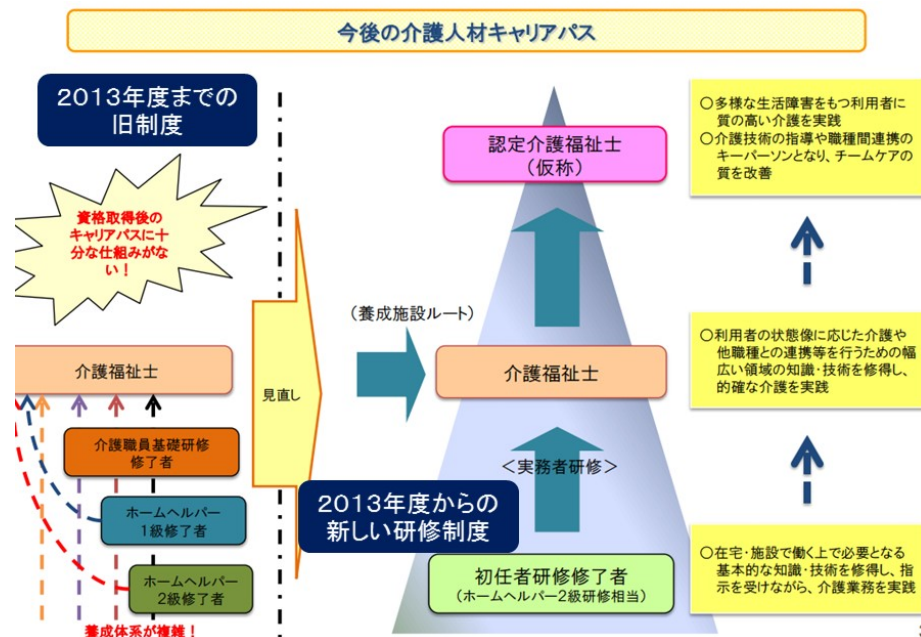 今後の介護人材キャリアパス
2013年度までの
旧制度
資格取得後の
キャリアパスに十
分な仕組みがな
い！
介護福祉士
介護職員基礎研修
修了者
ホームヘルパー
1級修了者
ホームヘルパー
2級修了者
養成体系が複雑！
見直し
2013年度からの
新しい研修制度
認定介護福祉士
（仮称）
（養成施設ルート）
介護福祉士
＜実務者研修＞
初任者研修修了者
（ホームヘルパー2級研修相当）
○多様な生活障害をもつ利用者に
質の高い介護を実践
○介護技術の指導や職種間連携の
キーパーソンとなり、チームケアの
質を改善
○利用者の状態像に応じた介護や
他職種との連携等を行うための幅
広い領域の知識・技術を修得し、
的確な介護を実践
○在宅・施設で働く上で必要となる
基本的な知識・技術を修得し、指
示を受けながら、介護業務を実践